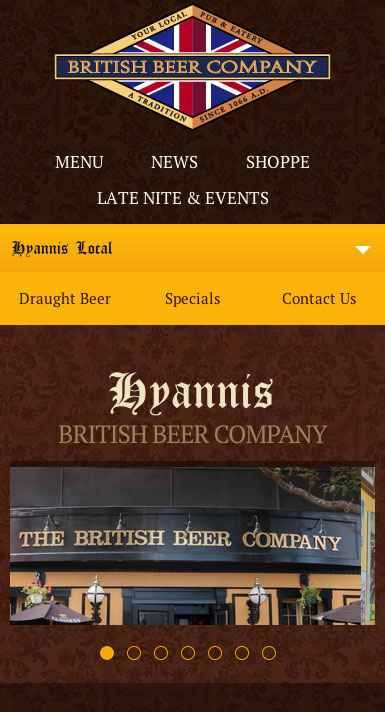 YOUR LOCAL PUB & EATERY
BRITISH BEER COMPANY
A TRADITION SINCE 1066 A.D.
MENU NEWS SHOPPE
LATE NITE & EVENTS
Hyannis Local
Draught Beer Specials Contact Us
Hyannis
BRITISH BEER COMPANY
THE BRITISH BEER COMPANY
GUINNESS